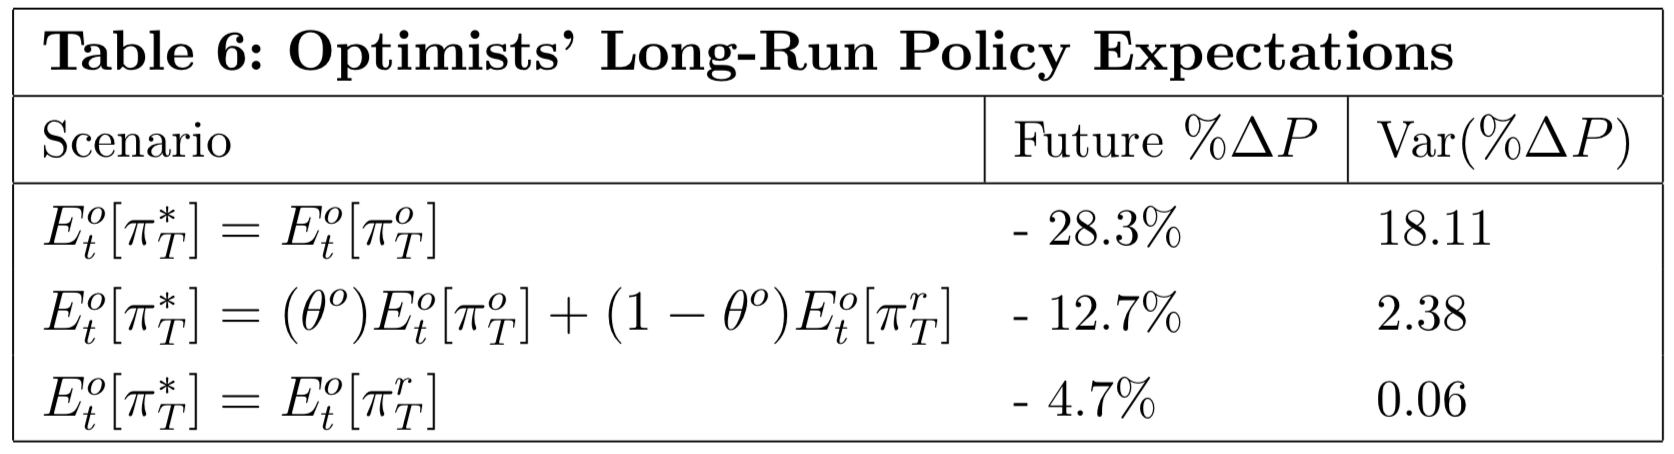 Table 6: Optimists' Long-Run Policy Expectations
Scenario Future %ΔP Var(%ΔP)
$E_t^o[\pi_T^*] = E_t^o[\pi_T^o]$ - 28.3% 18.11
$E_t^o[\pi_T^*] = (\theta^o)E_t^o[\pi_T^o] + (1 - \theta^o)E_t^o[\pi_T^r]$ - 12.7% 2.38
$E_t^o[\pi_T^*] = E_t^o[\pi_T^r]$ - 4.7% 0.06